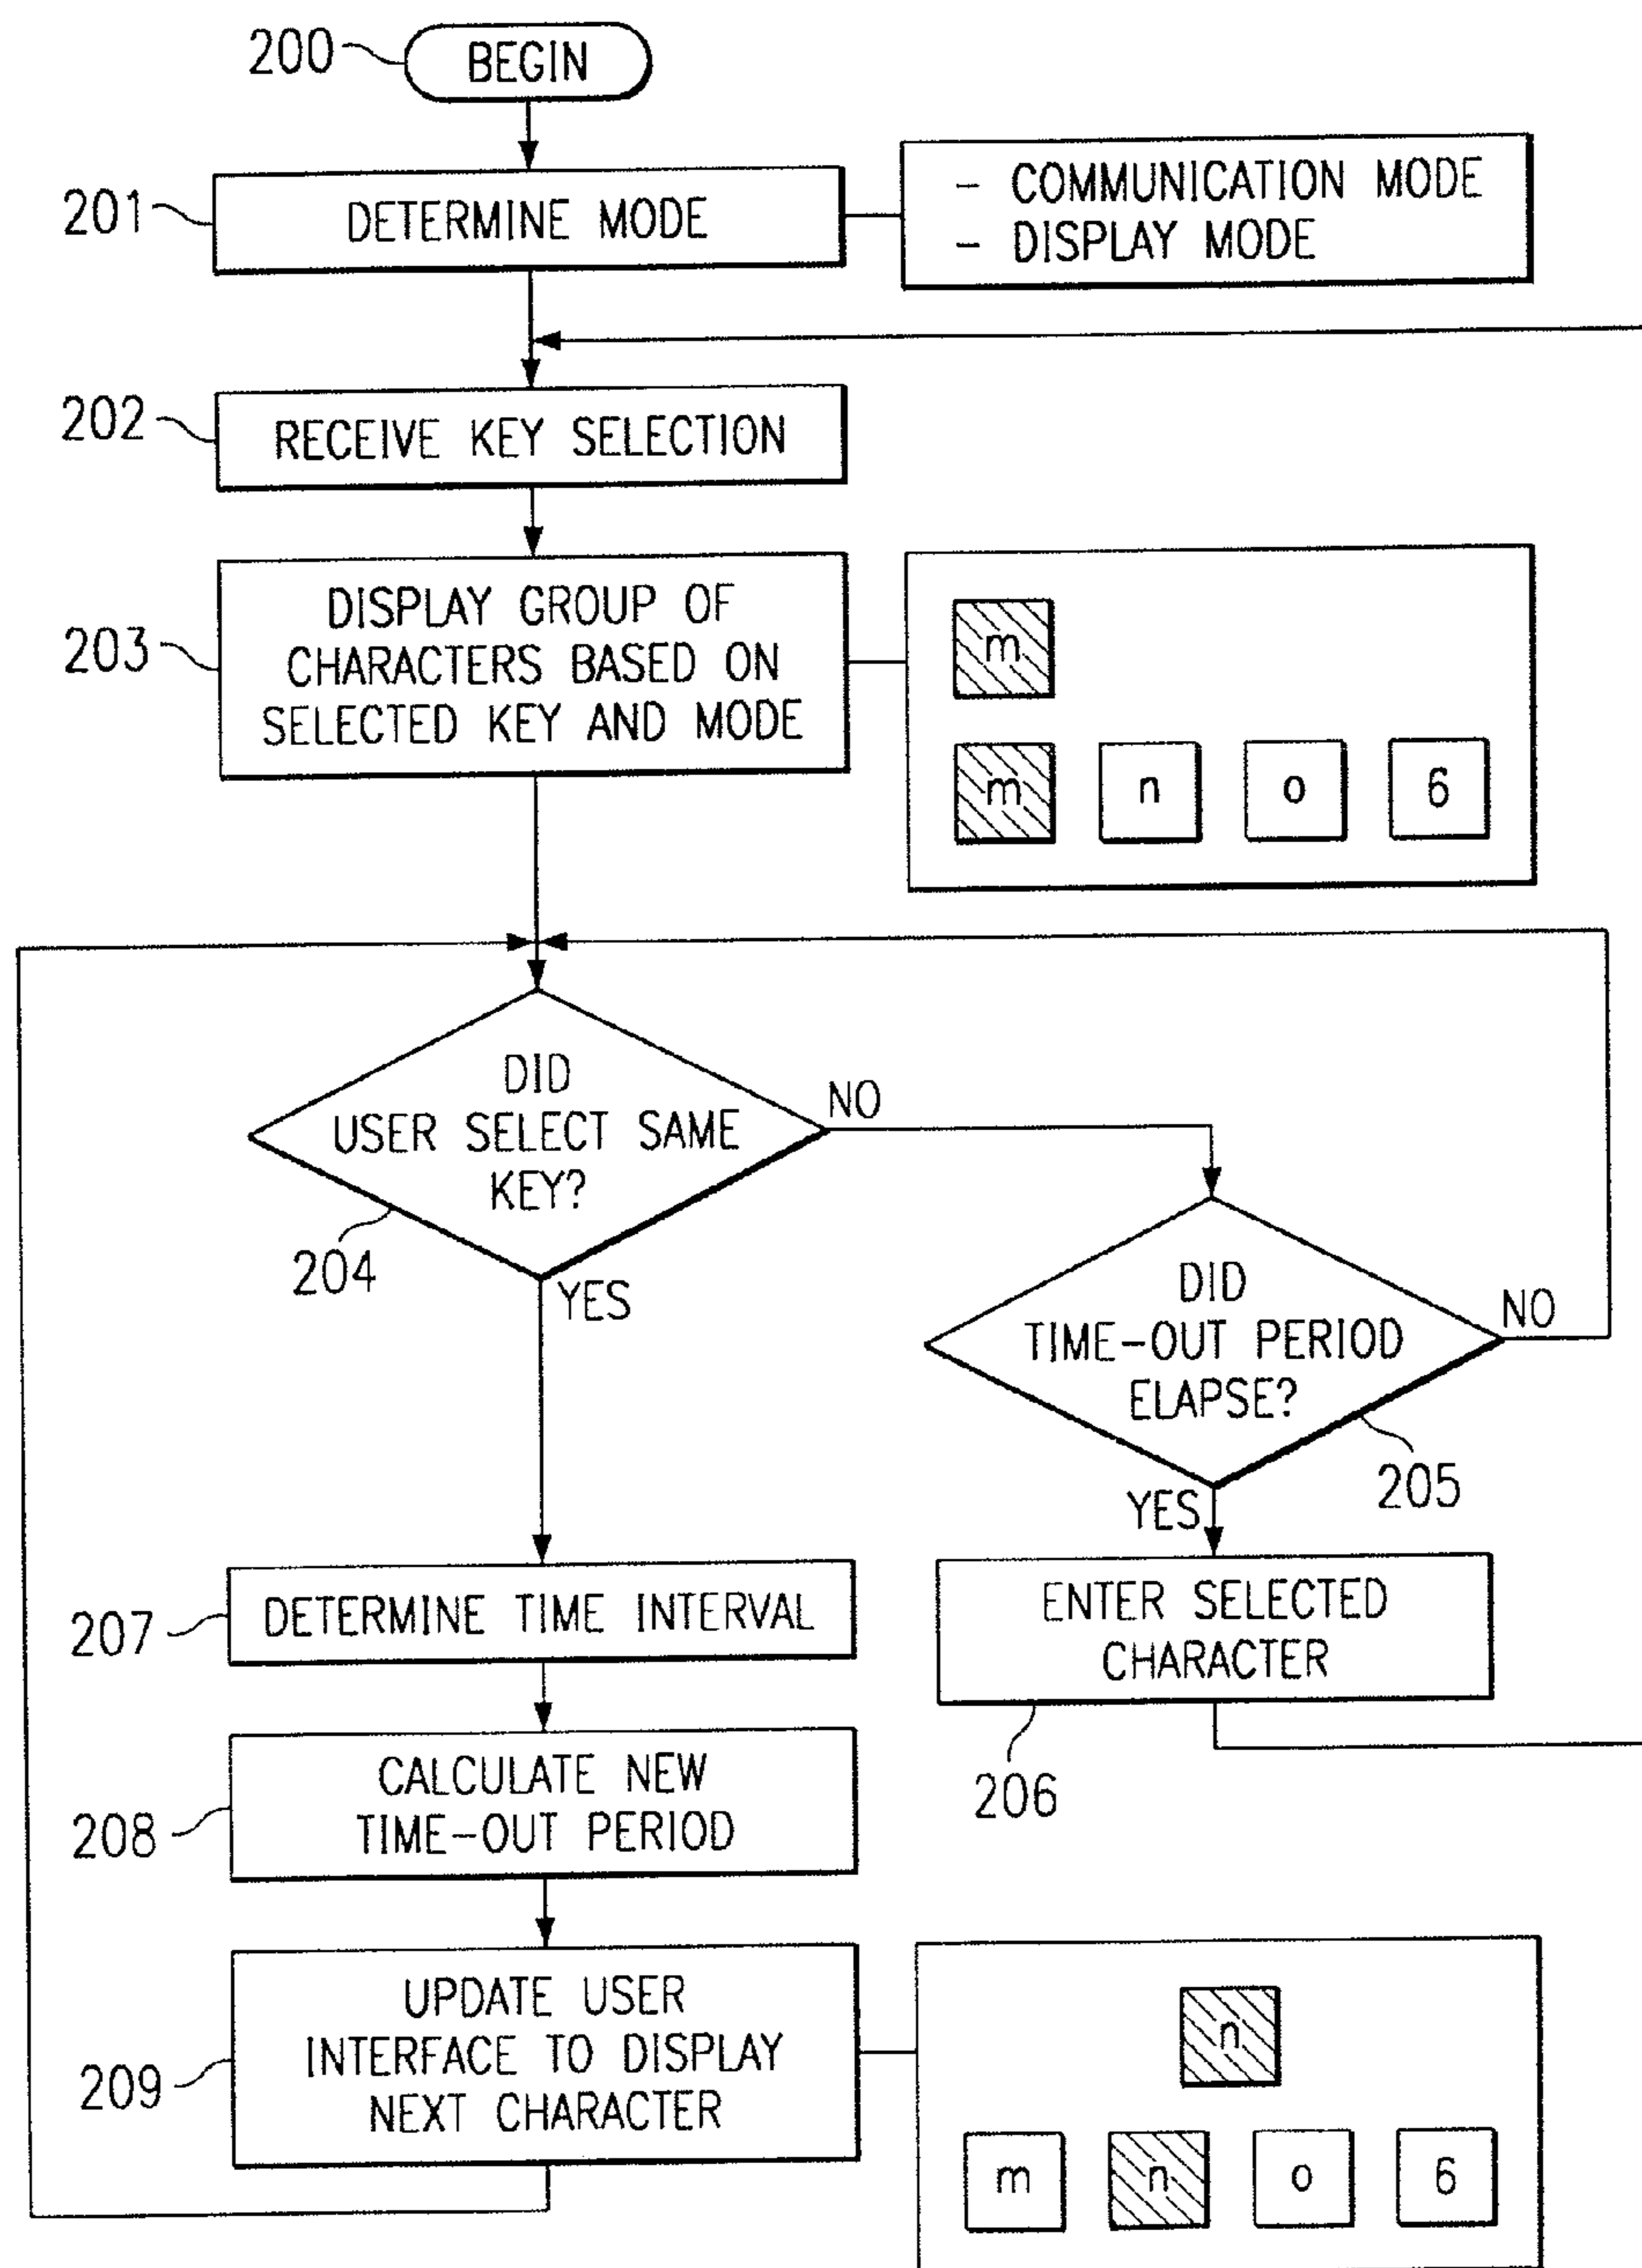 200
BEGIN
201
DETERMINE MODE
- COMMUNICATION MODE
- DISPLAY MODE
202
RECEIVE KEY SELECTION
203
DISPLAY GROUP OF
CHARACTERS BASED ON
SELECTED KEY AND MODE
m
m n o 6
DID
USER SELECT SAME
KEY?
NO
204
YES
DID
TIME-OUT PERIOD
ELAPSE?
NO
205
YES
207
DETERMINE TIME INTERVAL
ENTER SELECTED
CHARACTER
206
208
CALCULATE NEW
TIME-OUT PERIOD
209
UPDATE USER
INTERFACE TO DISPLAY
NEXT CHARACTER
n
m n o 6